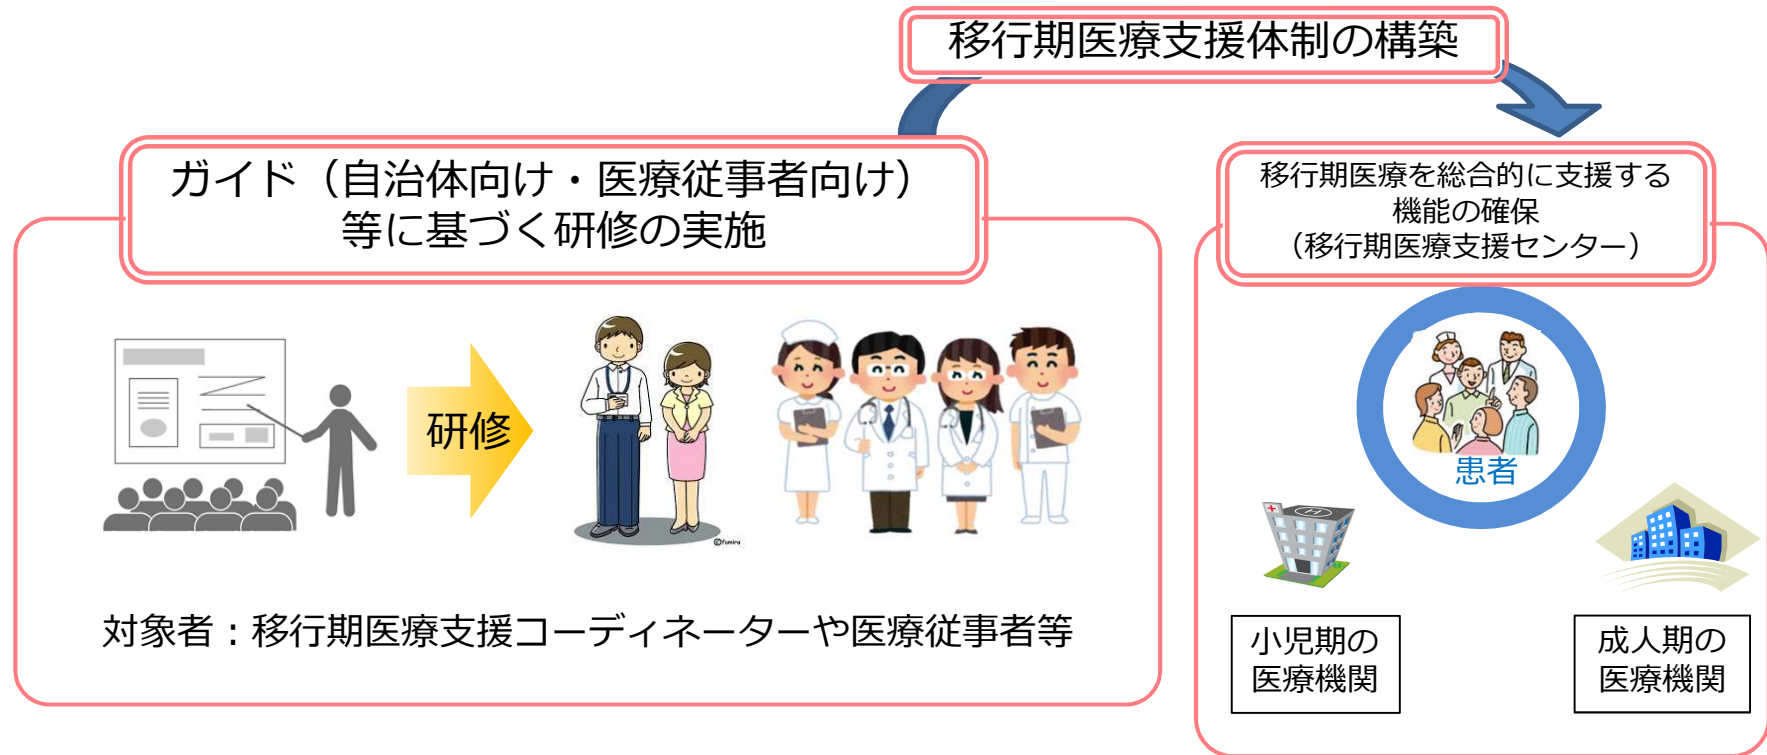 移行期医療支援体制の構築
ガイド（自治体向け・医療従事者向け）
等に基づく研修の実施
研修
©fumiru
対象者：移行期医療支援コーディネーターや医療従事者等
移行期医療を総合的に支援する
機能の確保
（移行期医療支援センター）
患者
H
小児期の
医療機関
成人期の
医療機関